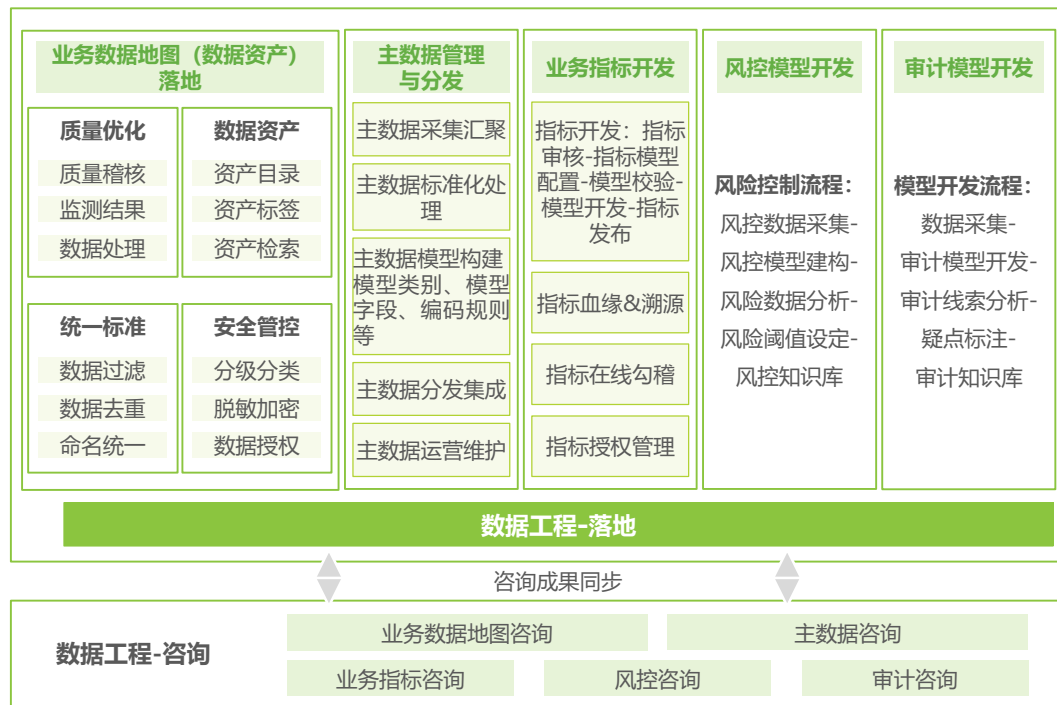 业务数据地图（数据资产）
落地
质量优化
质量稽核
监测结果
数据处理
数据资产
资产目录
资产标签
资产检索
统一标准
数据过滤
数据去重
命名统一
安全管控
分级分类
脱敏加密
数据授权
主数据管理
与分发
主数据采集汇聚
主数据标准化处
理
主数据模型构建
模型类别、模型
字段、编码规则
等
主数据分发集成
主数据运营维护
业务指标开发
指标开发：指标
审核-指标模型
配置-模型校验-
模型开发-指标
发布
指标血缘&溯源
指标在线勾稽
指标授权管理
风控模型开发
风险控制流程：
风控数据采集-
风控模型建构-
风险数据分析-
风险阈值设定-
风控知识库
审计模型开发
模型开发流程：
数据采集-
审计模型开发-
审计线索分析-
疑点标注-
审计知识库
数据工程-落地
咨询成果同步
数据工程-咨询
业务数据地图咨询
主数据咨询
业务指标咨询
风控咨询
审计咨询